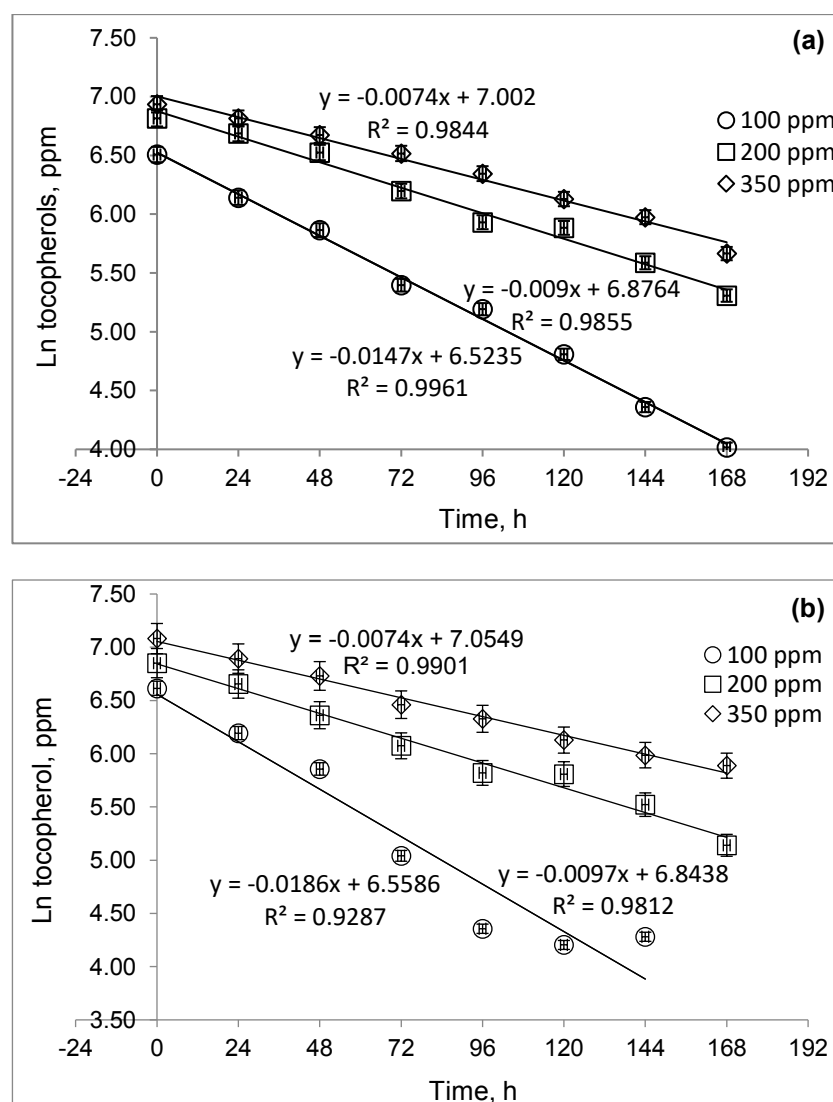 (a)
7.50
7.00
6.50
6.00
5.50
5.00
4.50
4.00
Ln tocopherols, ppm
y = -0.0074x + 7.002
R² = 0.9844
100 ppm
200 ppm
350 ppm
y = -0.009x + 6.8764
R² = 0.9855
y = -0.0147x + 6.5235
R² = 0.9961
-24 0 24 48 72 96 120 144 168 192
Time, h
(b)
7.50
7.00
6.50
6.00
5.50
5.00
4.50
4.00
3.50
Ln tocopherol, ppm
y = -0.0074x + 7.0549
R² = 0.9901
100 ppm
200 ppm
350 ppm
y = -0.0186x + 6.5586
R² = 0.9287
y = -0.0097x + 6.8438
R² = 0.9812
-24 0 24 48 72 96 120 144 168 192
Time, h